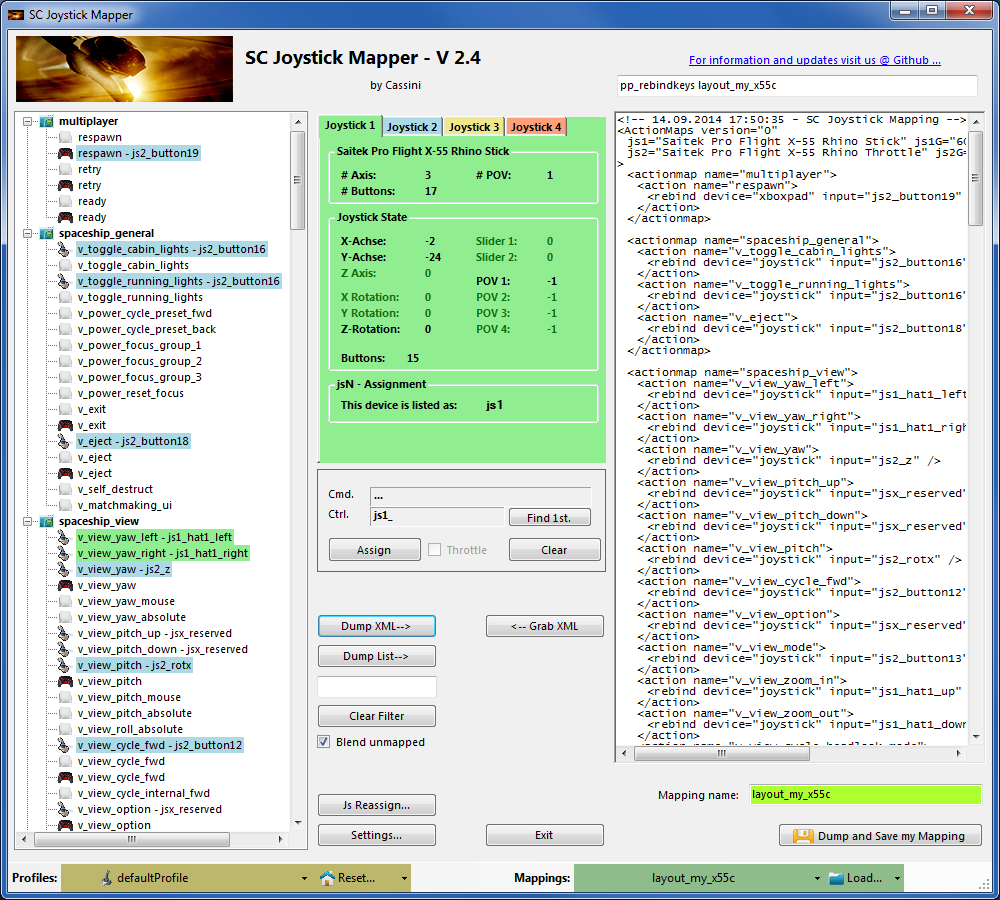 SC Joystick Mapper
SC Joystick Mapper - V 2.4
by Cassini
For information and updates visit us @ Github ...
pp_rebindkeys layout_my_x55c
multiplayer
respawn
respawn - js2_button19
retry
retry
ready
ready
spaceship_general
v_toggle_cabin_lights - js2_button16
v_toggle_cabin_lights
v_toggle_running_lights - js2_button16
v_toggle_running_lights
v_power_cycle_preset_fwd
v_power_cycle_preset_back
v_power_focus_group_1
v_power_focus_group_2
v_power_focus_group_3
v_power_reset_focus
v_exit
v_exit
v_eject - js2_button18
v_eject
v_eject
v_self_destruct
v_matchmaking_ui
spaceship_view
v_view_yaw_left - js1_hat1_left
v_view_yaw_right - js1_hat1_right
v_view_yaw - js2_z
v_view_yaw
v_view_yaw_mouse
v_view_yaw_absolute
v_view_pitch_up - jsx_reserved
v_view_pitch_down - jsx_reserved
v_view_pitch - js2_rotx
v_view_pitch
v_view_pitch_mouse
v_view_pitch_absolute
v_view_roll_absolute
v_view_cycle_fwd - js2_button12
v_view_cycle_fwd
v_view_cycle_fwd
v_view_cycle_internal_fwd
v_view_option - jsx_reserved
v_view_option
Joystick 1 Joystick 2 Joystick 3 Joystick 4
Saitek Pro Flight X-55 Rhino Stick
# Axis: 3 # POV: 1
# Buttons: 17
Joystick State
X-Achse: -2 Slider 1: 0
Y-Achse: -24 Slider 2: 0
Z Axis: 0
POV 1: -1
X Rotation: 0 POV 2: -1
Y Rotation: 0 POV 3: -1
Z-Rotation: 0 POV 4: -1
Buttons: 15
jsN - Assignment
This device is listed as: js1
Cmd. ...
Ctrl. js1_ Find 1st.
Assign Throttle Clear
Dump XML--> <-- Grab XML
Dump List-->
Clear Filter
Blend unmapped
Js Reassign...
Settings... Exit
<!-- 14.09.2014 17:50:35 - SC Joystick Mapping -->
<ActionMaps version="0"
js1="Saitek Pro Flight X-55 Rhino Stick" js1G="60
js2="Saitek Pro Flight X-55 Rhino Throttle" js2G=
>
<actionmap name="multiplayer">
<action name="respawn">
<rebind device="xboxpad" input="js2_button19"
</action>
</actionmap>
<actionmap name="spaceship_general">
<action name="v_toggle_cabin_lights">
<rebind device="joystick" input="js2_button16'
</action>
<action name="v_toggle_running_lights">
<rebind device="joystick" input="js2_button16'
</action>
<action name="v_eject">
<rebind device="joystick" input="js2_button18'
</action>
</actionmap>
<actionmap name="spaceship_view">
<action name="v_view_yaw_left">
<rebind device="joystick" input="js1_hat1_left
</action>
<action name="v_view_yaw_right">
<rebind device="joystick" input="js1_hat1_righ
</action>
<action name="v_view_yaw">
<rebind device="joystick" input="js2_z" />
</action>
<action name="v_view_pitch_up">
<rebind device="joystick" input="jsx_reserved'
</action>
<action name="v_view_pitch_down">
<rebind device="joystick" input="jsx_reserved'
</action>
<action name="v_view_pitch">
<rebind device="joystick" input="js2_rotx" />
</action>
<action name="v_view_cycle_fwd">
<rebind device="joystick" input="js2_button12'
</action>
<action name="v_view_option">
<rebind device="joystick" input="jsx_reserved'
</action>
<action name="v_view_mode">
<rebind device="joystick" input="js2_button13'
</action>
<action name="v_view_zoom_in">
<rebind device="joystick" input="js1_hat1_up"
</action>
<action name="v_view_zoom_out">
<rebind device="joystick" input="js1_hat1_down
</action>
Mapping name: layout_my_x55c
Dump and Save my Mapping
Profiles: defaultProfile Reset... Mappings: layout_my_x55c Load...